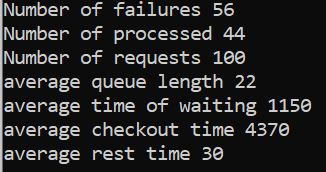 Number of failures 56
Number of processed 44
Number of requests 100
average queue length 22
average time of waiting 1150
average checkout time 4370
average rest time 30